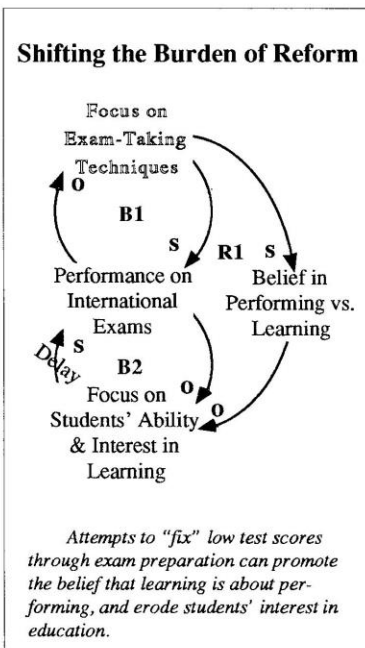 Shifting the Burden of Reform
Focus on
Exam-Taking
Techniques
O
B1
S
R1
S
Performance on
International
Exams
Belief in
Performing vs.
Learning
S
Delay
B2
O
O
Focus on
Students' Ability
& Interest in
Learning
Attempts to "fix" low test scores
through exam preparation can promote
the belief that learning is about per-
forming, and erode students' interest in
education.